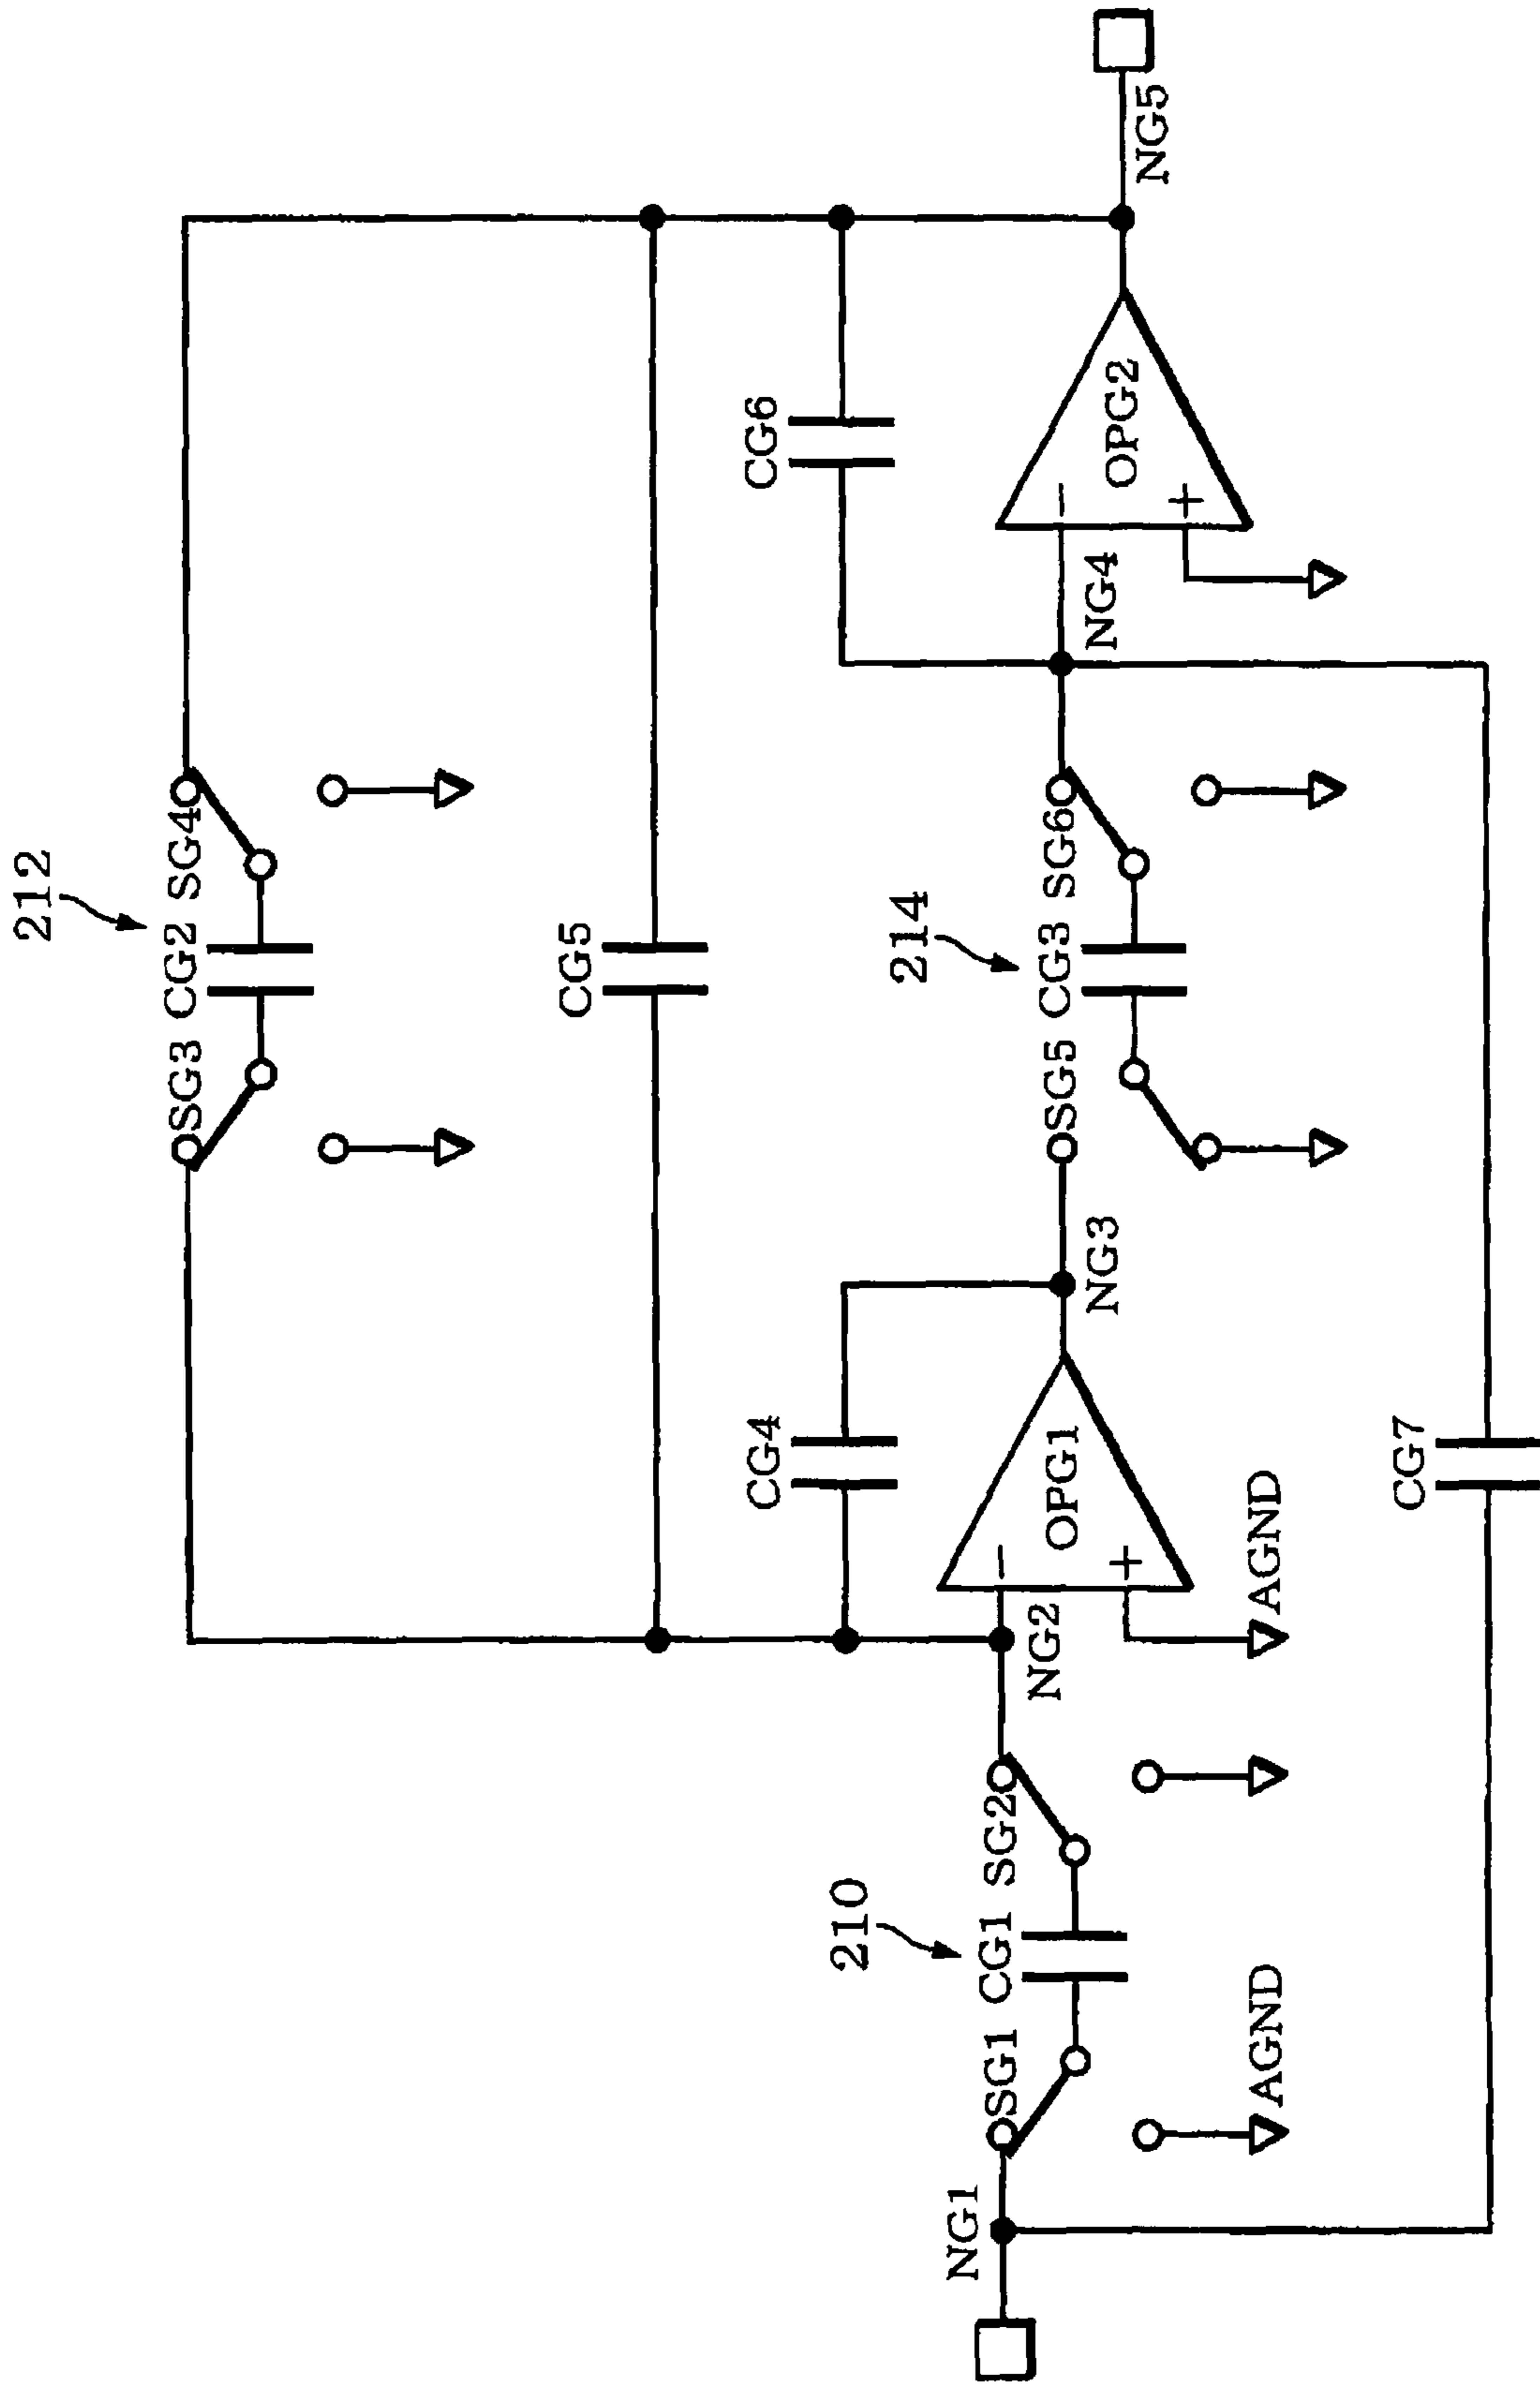 212
SG3 CG2 SG4
CG5
CG4
CG6
214
NG3
SG5 CG3 SG6
NG4
OPG2
-
+
NG5
210
NG1
SG1 CG1 SG2
NG2
OPG1
-
+
AGND
AGND
CG7